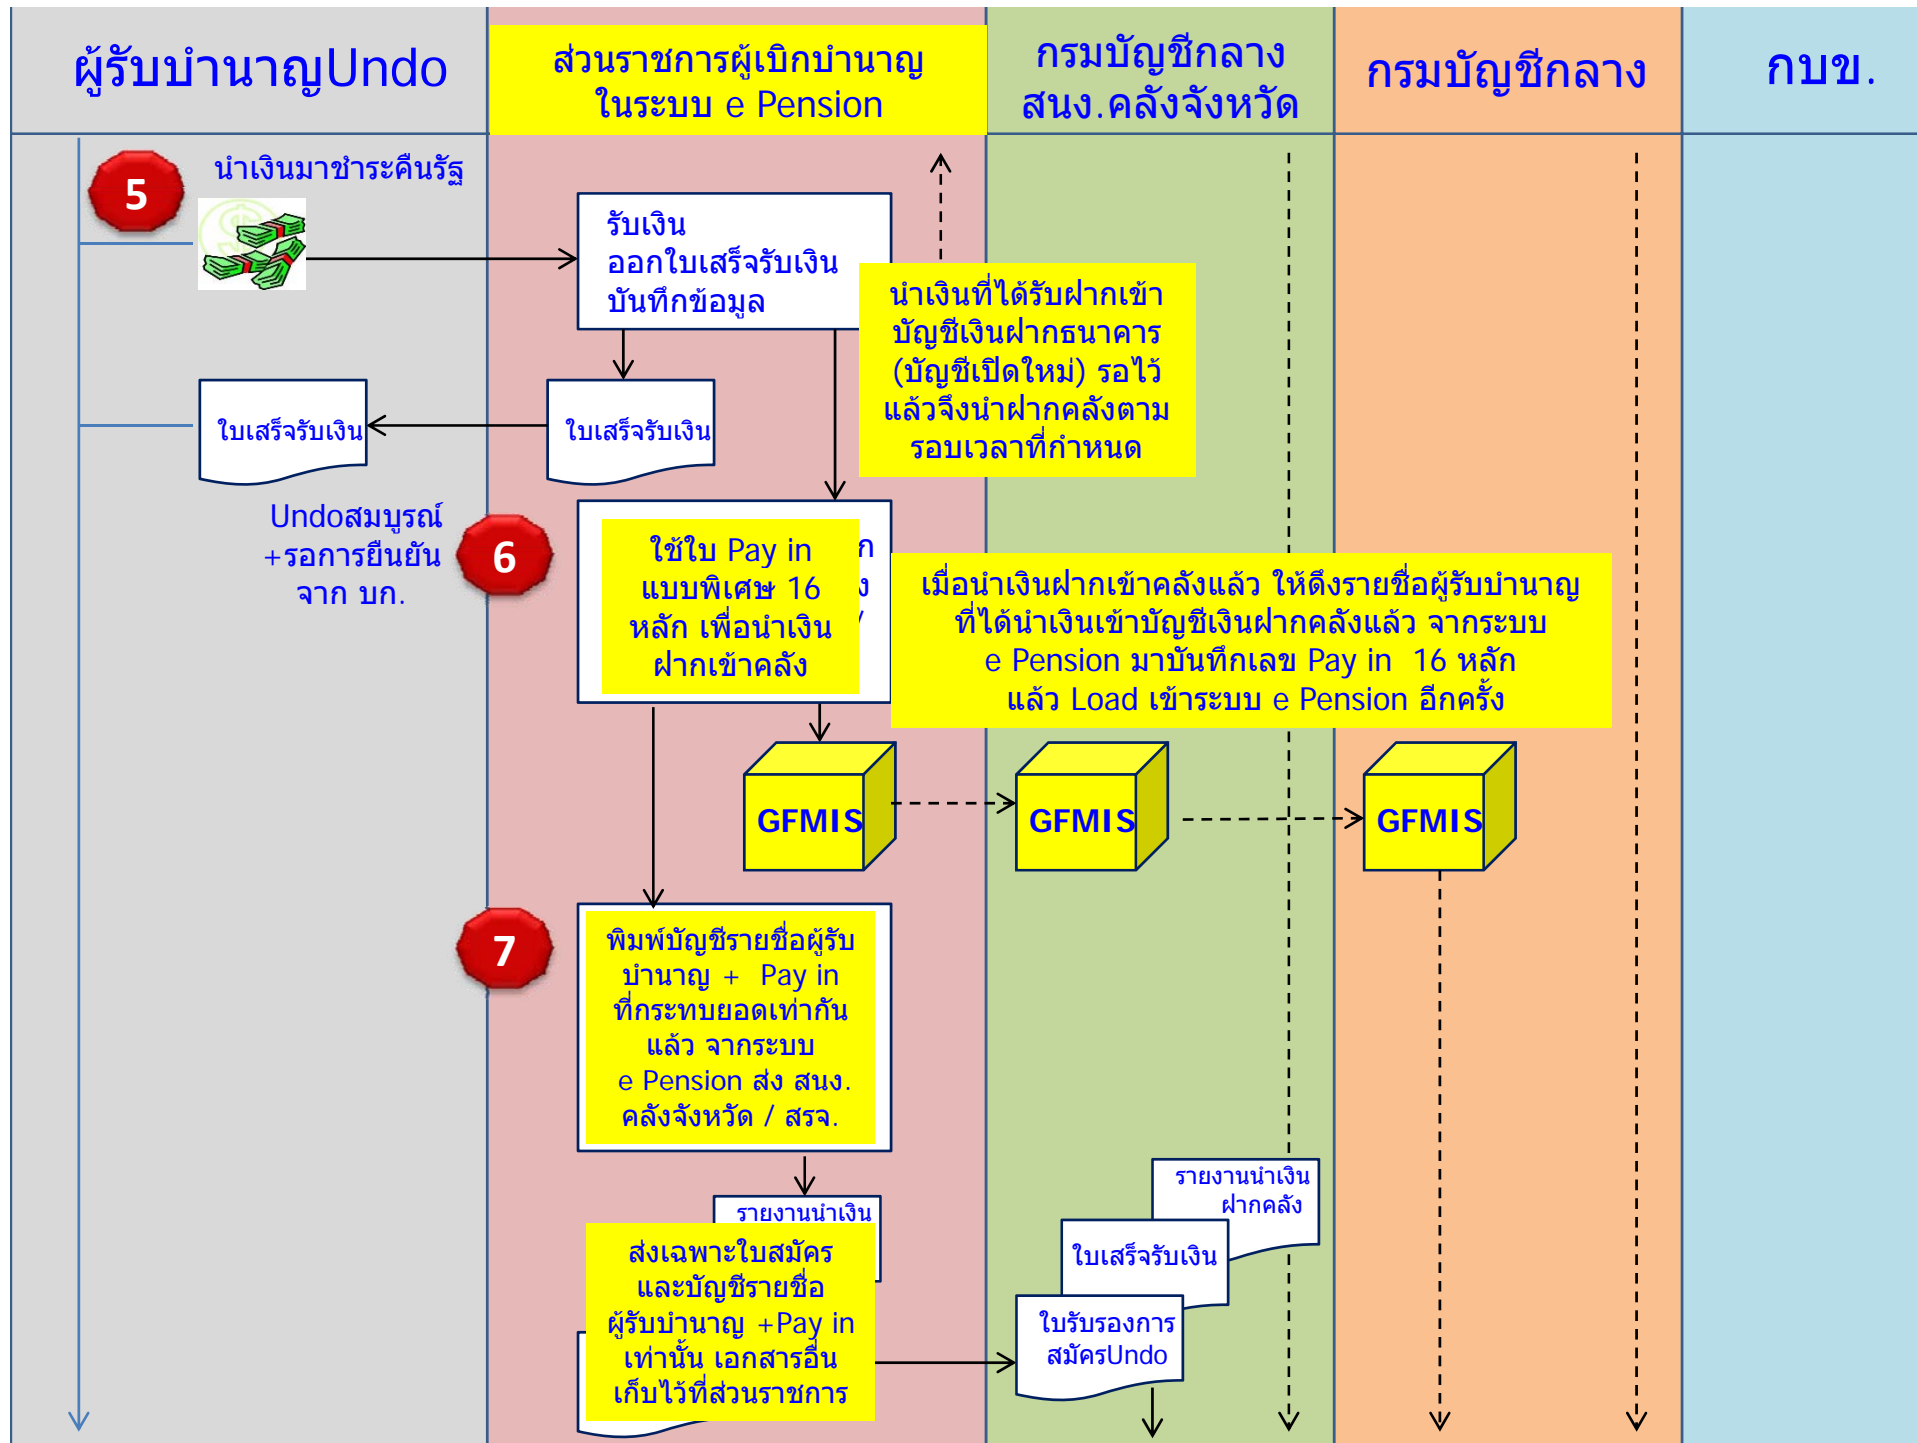 ผู้รับบำนาญUndo
ส่วนราชการผู้เบิกบำนาญ
ในระบบ e Pension
กรมบัญชีกลาง
สนง.คลังจังหวัด
กรมบัญชีกลาง
กบข.
5
นำเงินมาชำระคืนรัฐ
รับเงิน
ออกใบเสร็จรับเงิน
บันทึกข้อมูล
นำเงินที่ได้รับฝากเข้า
บัญชีเงินฝากธนาคาร
(บัญชีเปิดใหม่) รอไว้
แล้วจึงนำฝากคลังตาม
รอบเวลาที่กำหนด
ใบเสร็จรับเงิน
ใบเสร็จรับเงิน
Undoสมบูรณ์
+รอการยืนยัน
จาก บก.
6
ใช้ใบ Pay in
แบบพิเศษ 16
หลัก เพื่อนำเงิน
ฝากเข้าคลัง
เมื่อนำเงินฝากเข้าคลังแล้ว ให้ดึงรายชื่อผู้รับบำนาญ
ที่ได้นำเงินเข้าบัญชีเงินฝากคลังแล้ว จากระบบ
e Pension มาบันทึกเลข Pay in 16 หลัก
แล้ว Load เข้าระบบ e Pension อีกครั้ง
GFMIS
GFMIS
GFMIS
7
พิมพ์บัญชีรายชื่อผู้รับ
บำนาญ + Pay in
ที่กระทบยอดเท่ากัน
แล้ว จากระบบ
e Pension ส่ง สนง.
คลังจังหวัด / สรจ.
รายงานนำเงิน
ส่งเฉพาะใบสมัคร
และบัญชีรายชื่อ
ผู้รับบำนาญ +Pay in
เท่านั้น เอกสารอื่น
เก็บไว้ที่ส่วนราชการ
รายงานนำเงิน
ฝากคลัง
ใบเสร็จรับเงิน
ใบรับรองการ
สมัครUndo